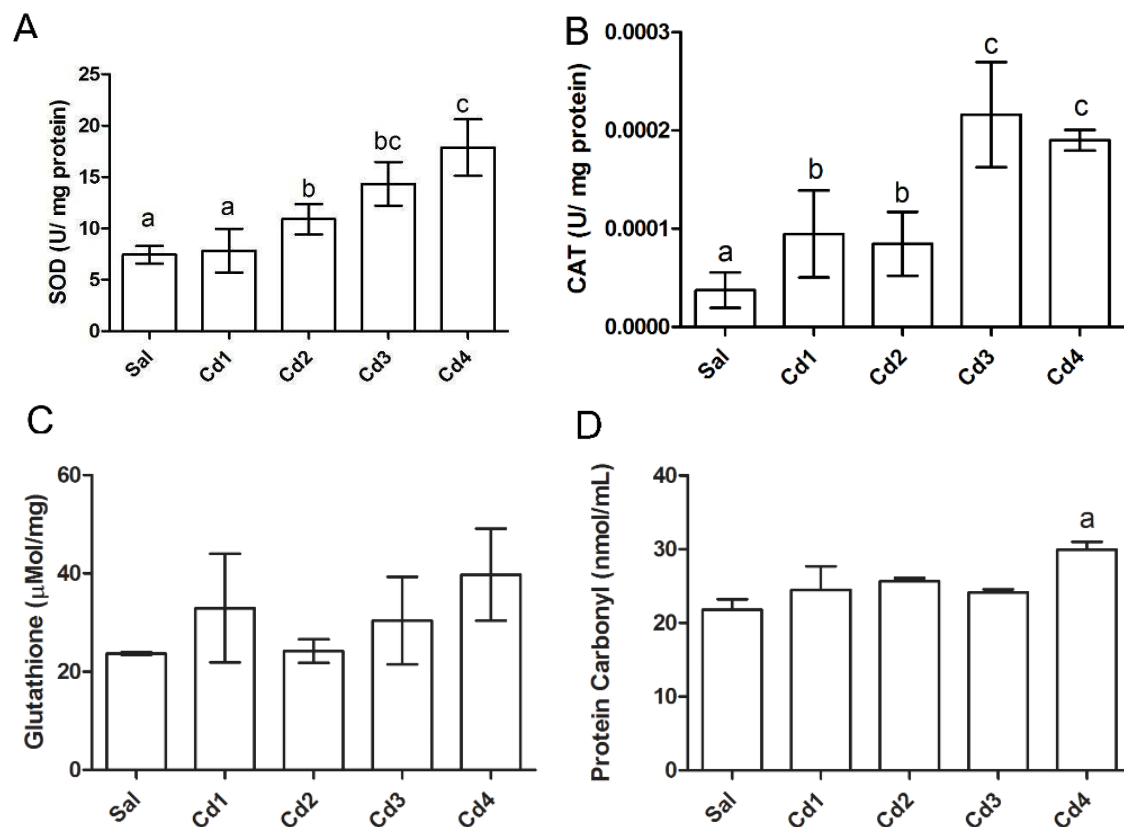 A
SOD (U/ mg protein)
25
20
15
10
5
0
a
a
b
bc
c
Sal
Cd1
Cd2
Cd3
Cd4
B
CAT (U/ mg protein)
0.0003
0.0002
0.0001
0.0000
a
b
b
c
c
Sal
Cd1
Cd2
Cd3
Cd4
C
Glutathione (µMol/mg)
60
40
20
0
Sal
Cd1
Cd2
Cd3
Cd4
D
Protein Carbonyl (nmol/mL)
40
30
20
10
0
a
Sal
Cd1
Cd2
Cd3
Cd4